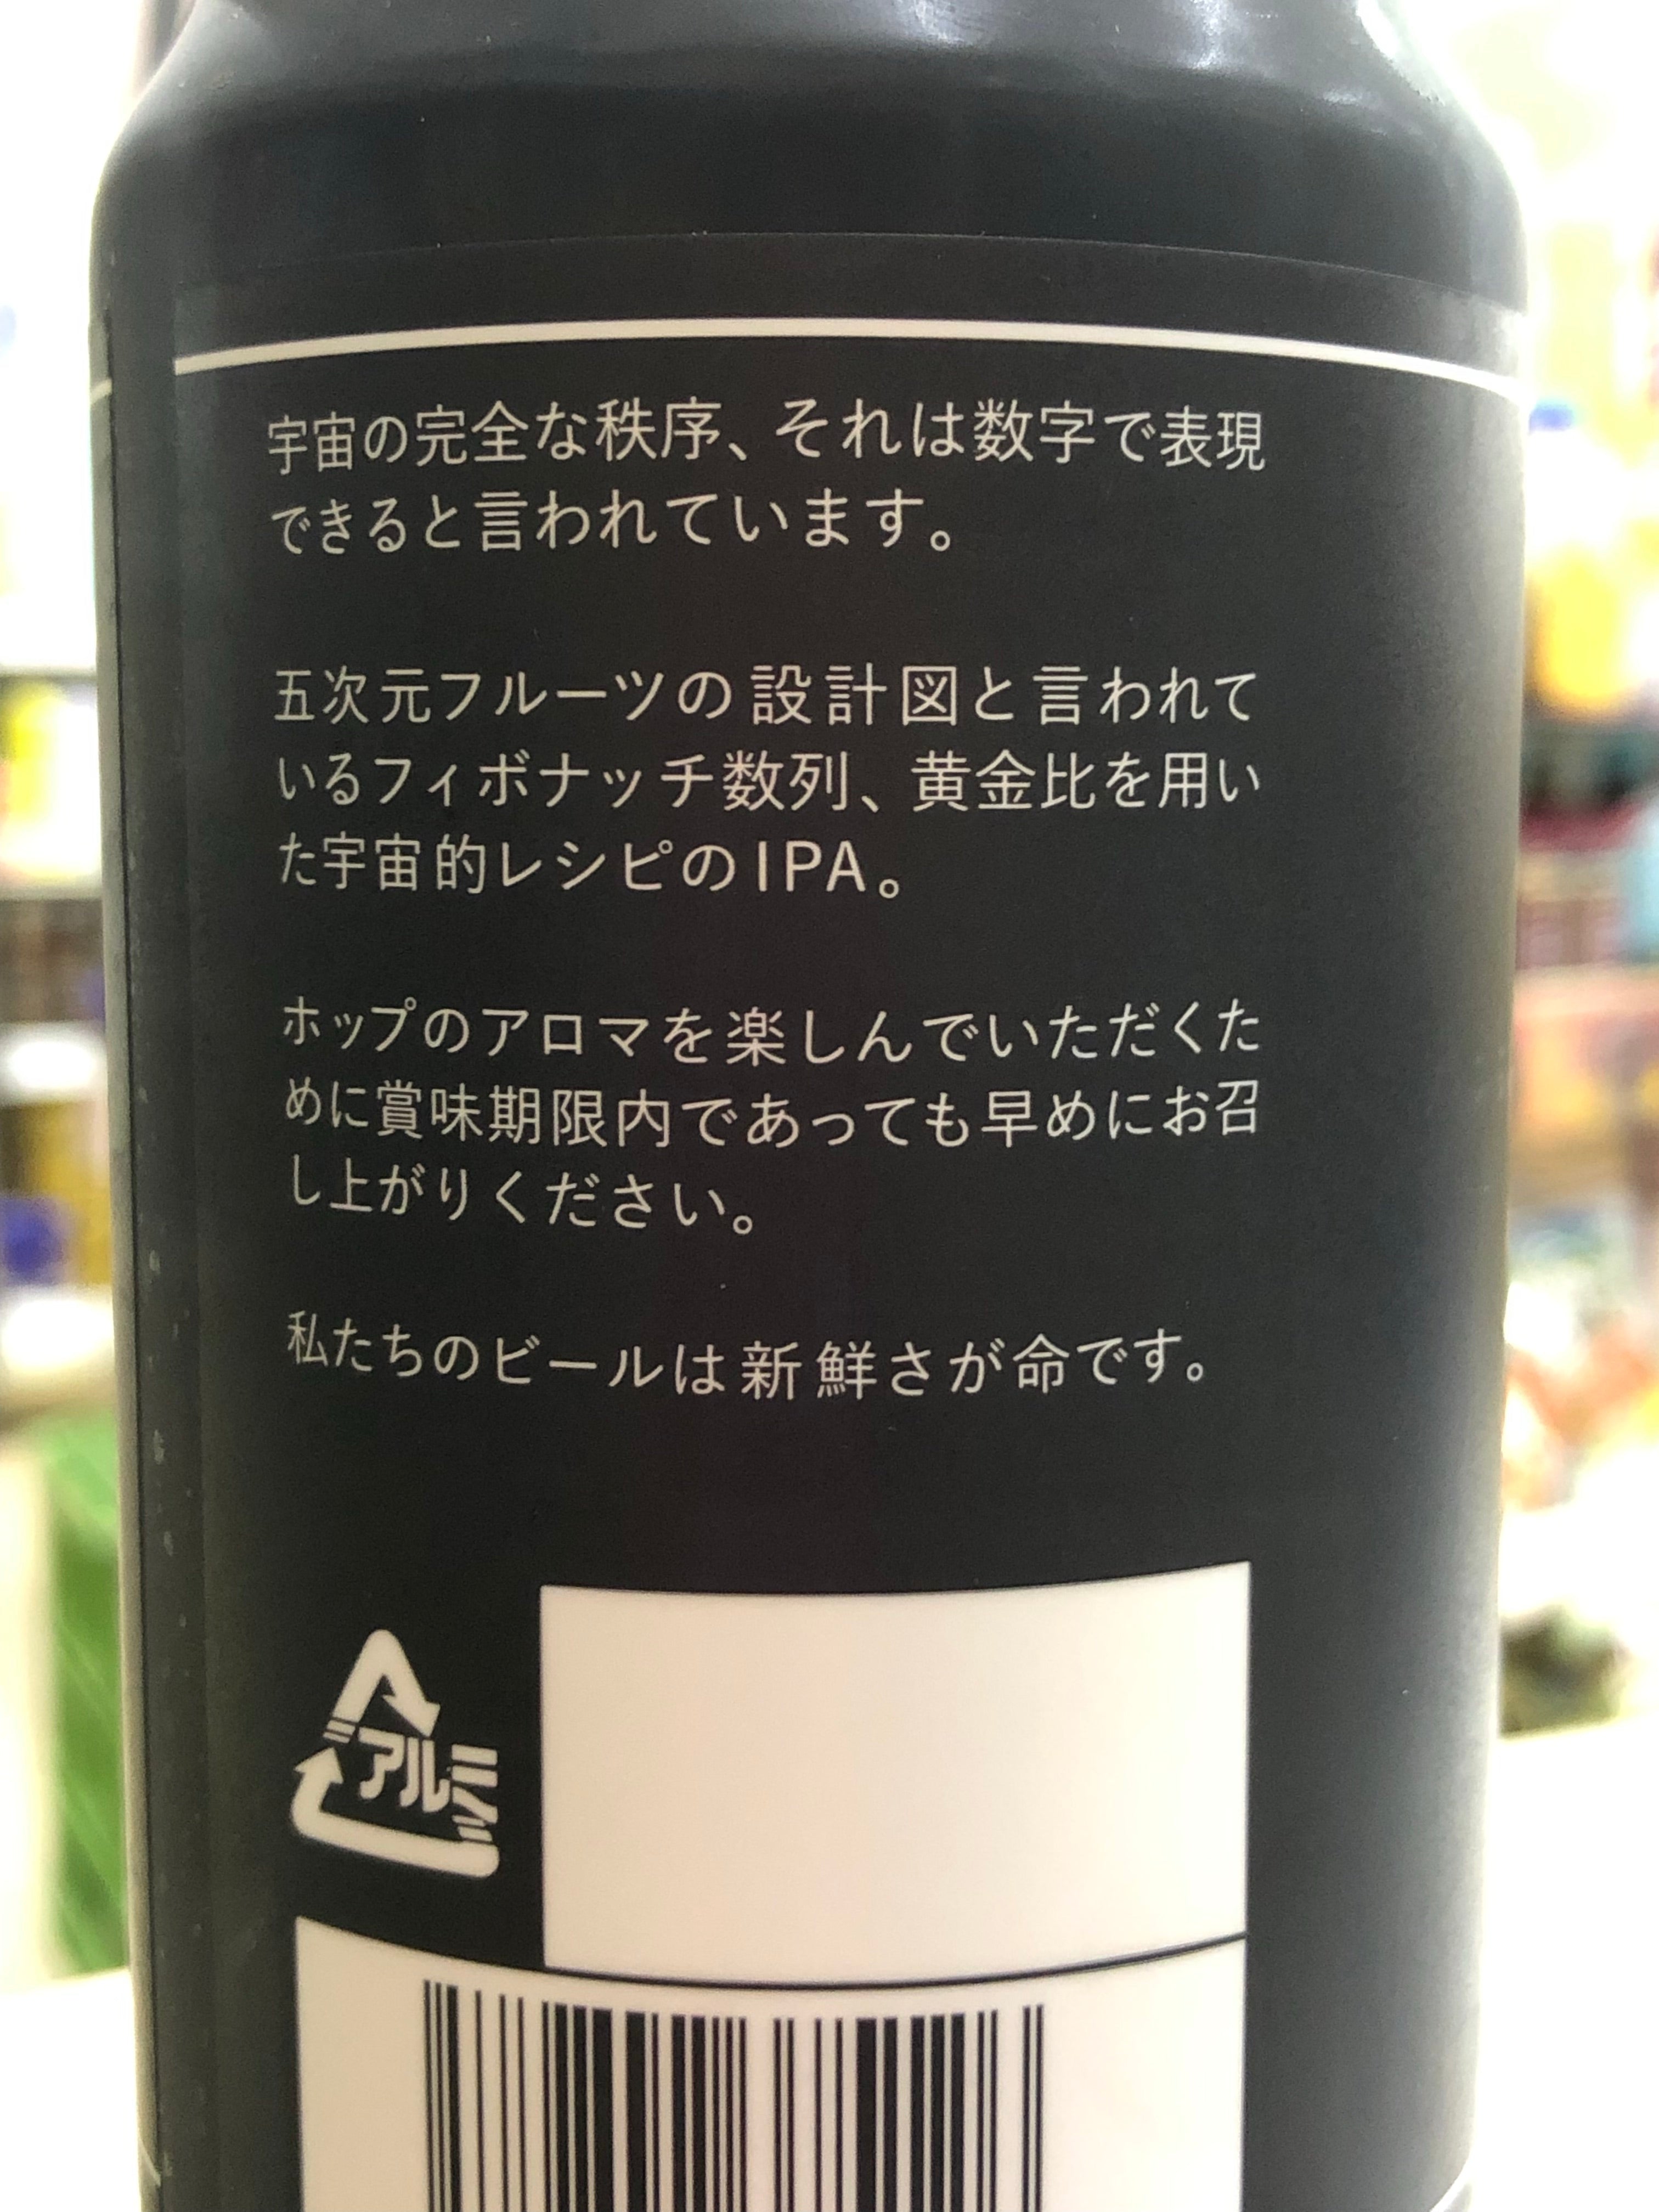 宇宙の完全な秩序、それは数字で表現
できると言われています。
五次元フルーツの設計図と言われて
いるフィボナッチ数列、黄金比を用い
た宇宙的レシピのIPA。
ホップのアロマを楽しんでいただくた
めに賞味期限内であっても早めにお召
し上がりください。
私たちのビールは新鮮さが命です。
アルミ